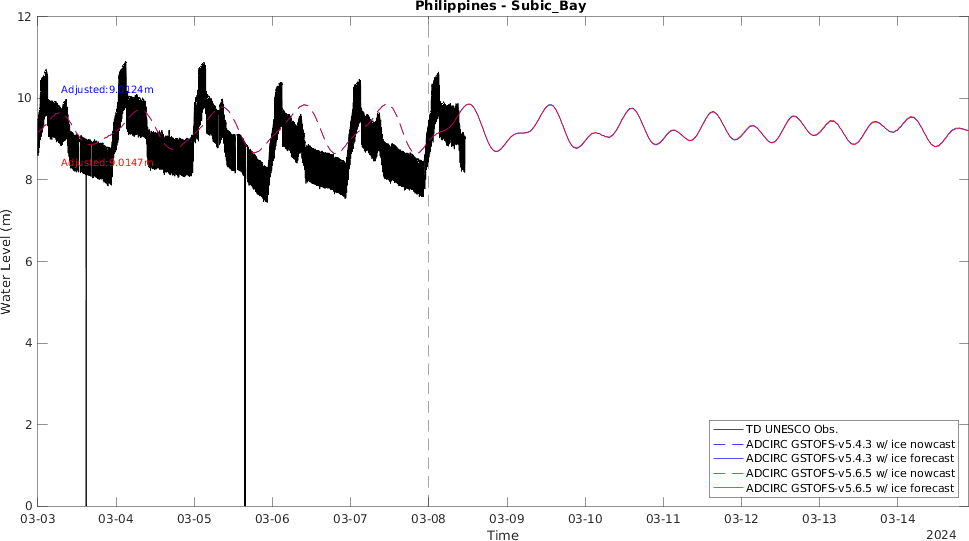 Philippines - Subic_Bay
Water Level (m)
12
10
8
6
4
2
0
Adjusted:9.0124m
Adjusted:9.0147m
TD UNESCO Obs.
ADCIRC GSTOFS-v5.4.3 w/ ice nowcast
ADCIRC GSTOFS-v5.4.3 w/ ice forecast
ADCIRC GSTOFS-v5.6.5 w/ ice nowcast
ADCIRC GSTOFS-v5.6.5 w/ ice forecast
03-03 03-04 03-05 03-06 03-07 03-08 03-09 03-10 03-11 03-12 03-13 03-14
Time
2024